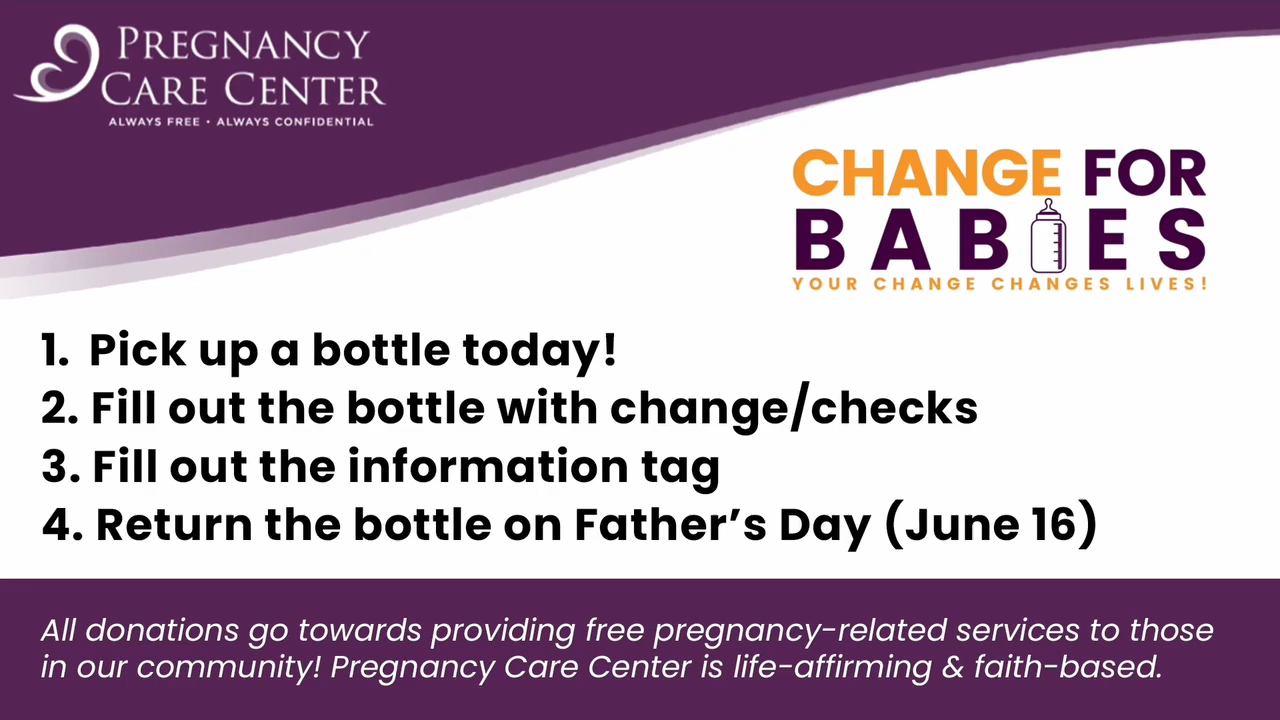 PREGNANCY
CARE CENTER
ALWAYS FREE • ALWAYS CONFIDENTIAL
CHANGE FOR
BABIES
YOUR CHANGE CHANGES LIVES!
1. Pick up a bottle today!
2. Fill out the bottle with change/checks
3. Fill out the information tag
4. Return the bottle on Father’s Day (June 16)
All donations go towards providing free pregnancy-related services to those
in our community! Pregnancy Care Center is life-affirming & faith-based.